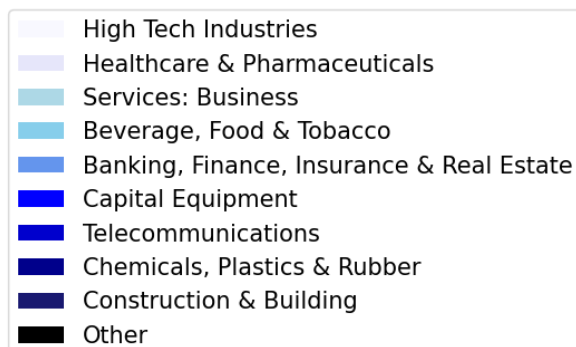 High Tech Industries
Healthcare & Pharmaceuticals
Services: Business
Beverage, Food & Tobacco
Banking, Finance, Insurance & Real Estate
Capital Equipment
Telecommunications
Chemicals, Plastics & Rubber
Construction & Building
Other